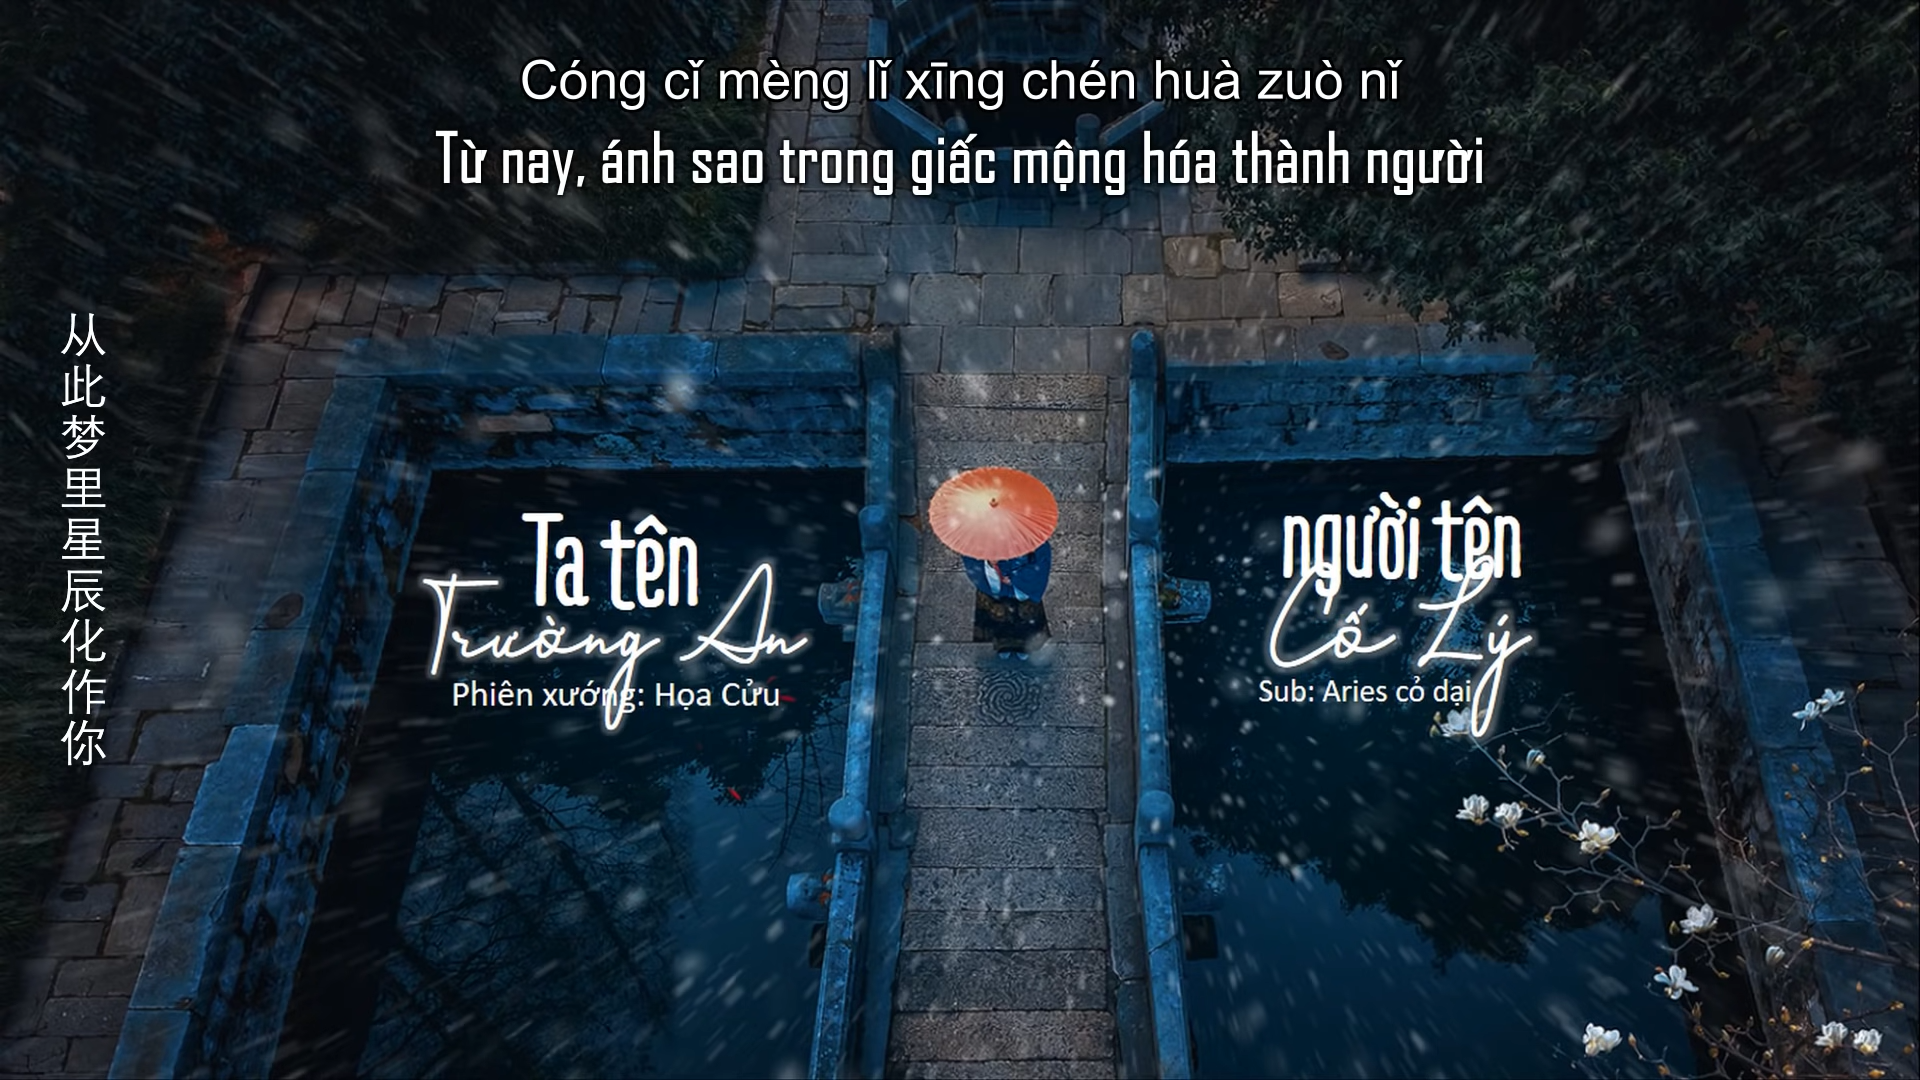 Cóng cǐ mèng lǐ xīng chén huà zuò nǐ
Từ nay, ánh sao trong giấc mộng hóa thành người
从此梦里星辰化作你
Ta tên
Trường An
Phiên xướng: Họa Cửu
người tên
Cố Lý
Sub: Aries cỏ dại